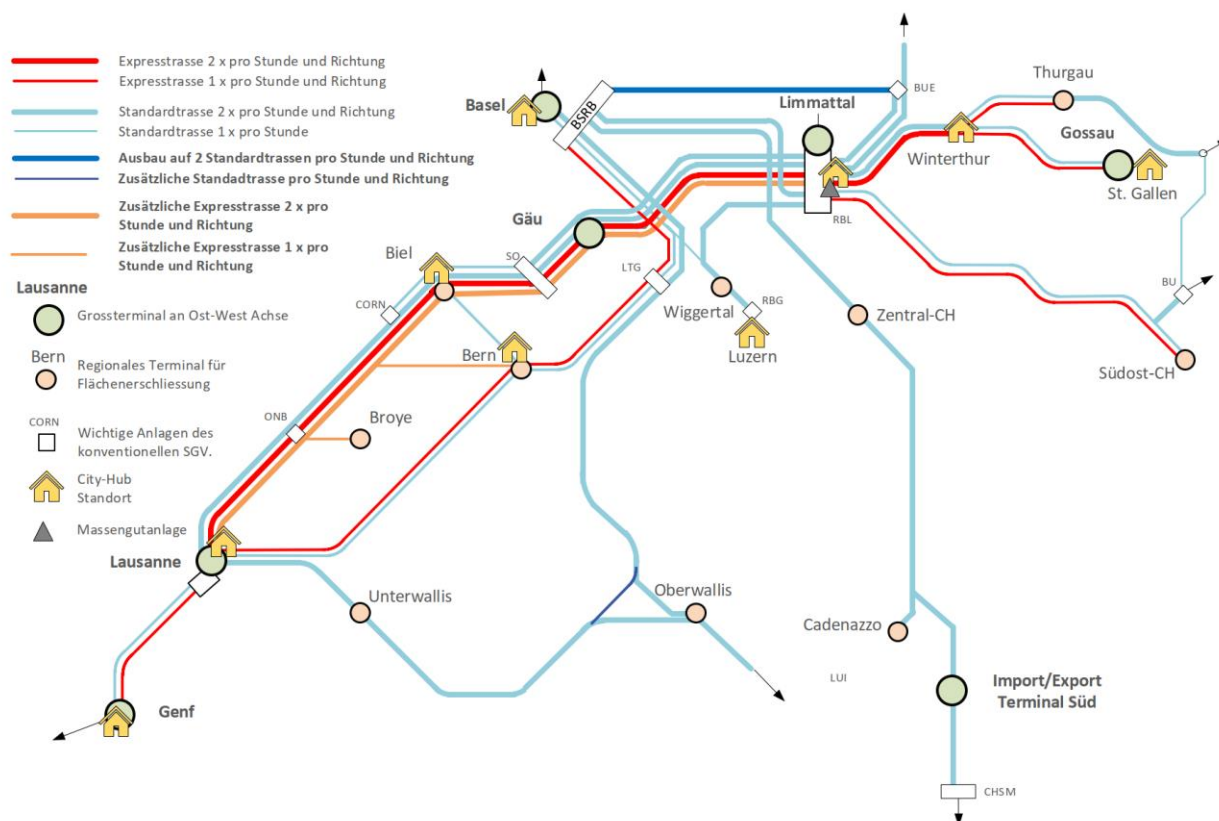 Expresstrasse 2 x pro Stunde und Richtung
Expresstrasse 1 x pro Stunde und Richtung
Standardtrasse 2 x pro Stunde und Richtung
Standardtrasse 1 x pro Stunde
Ausbau auf 2 Standardtrassen pro Stunde und Richtung
Zusätzliche Standadtrasse pro Stunde und Richtung
Zusätzliche Expresstrasse 2 x pro
Stunde und Richtung
Zusätzliche Expresstrasse 1 x pro
Stunde und Richtung
Lausanne
Grossterminal an Ost-West Achse
Bern
Regionales Terminal für
Flächenerschliessung
CORN
Wichtige Anlagen des
konventionellen SGV.
City-Hub
Standort
Massengutanlage
Basel
BSRB
Limmattal
BUE
Thurgau
Gossau
Winterthur
St. Gallen
RBL
Gäu
SO
Biel
LTG
CORN
Wiggertal
RBG
Luzern
Zentral-CH
BU
Südost-CH
Bern
ONB
Broye
Lausanne
Unterwallis
Oberwallis
Cadenazzo
LUI
Import/Export
Terminal Süd
Genf
CHSM